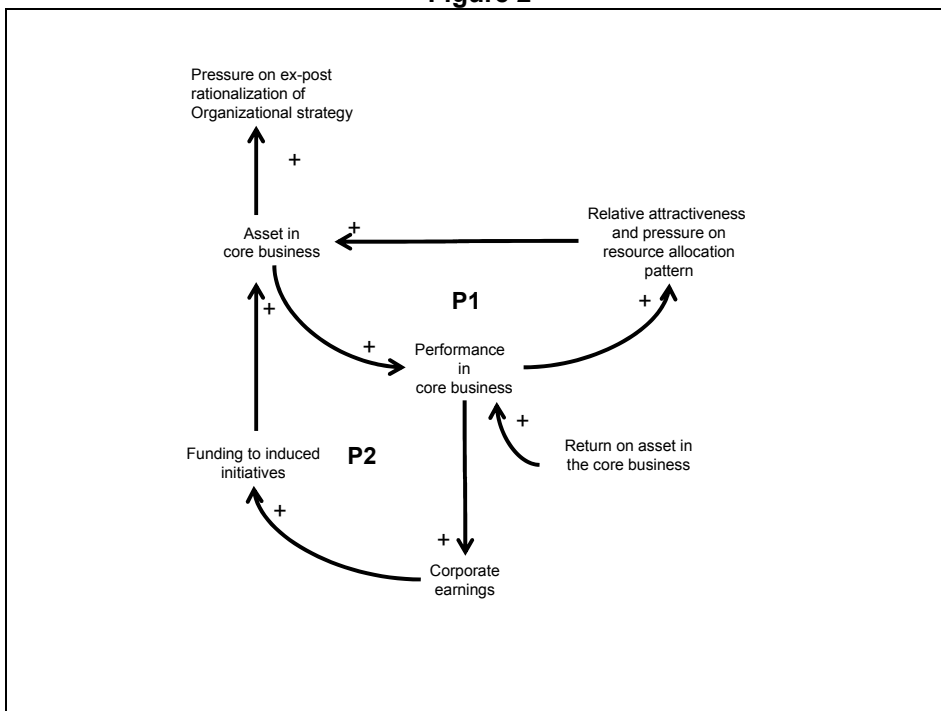 Figure 2
Pressure on ex-post
rationalization of
Organizational strategy
+
Relative attractiveness
and pressure on
resource allocation
pattern
+
Asset in
core business
P1
+
+
+
Performance
in
core business
+
Return on asset in
the core business
Funding to induced
initiatives
P2
+
+
Corporate
earnings